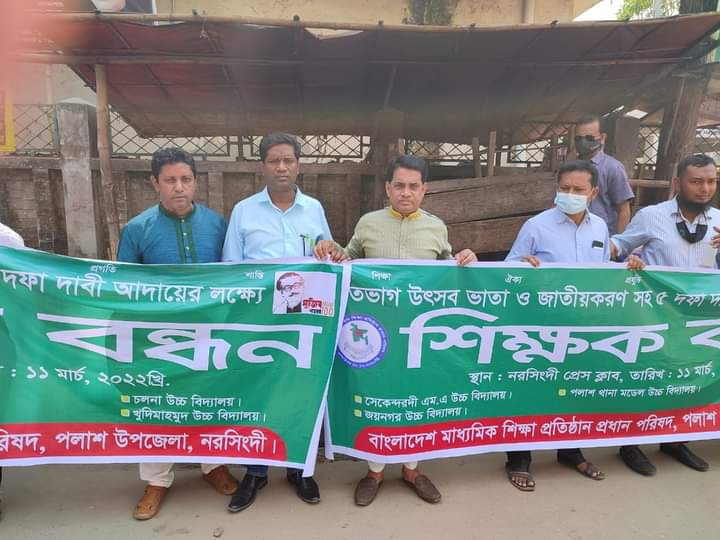 প্রগতি শান্তি
দফা দাবী আদায়ের লক্ষ্যে
মুজিব
বন্ধন
১১ মার্চ, ২০২২খ্রি.
চলনা উচ্চ বিদ্যালয়।
খুদিমাহমুদ উচ্চ বিদ্যালয়।
রিষদ, পলাশ উপজেলা, নরসিংদী।
শিক্ষা ঐক্য প্রযুক্তি
তভাগ উৎসব ভাতা ও জাতীয়করণ সহ ৫ দফা
শিক্ষক
স্থান : নরসিংদী প্রেস ক্লাব, তারিখ : ১১ মার্চ,
সেকেন্দরদী এম.এ উচ্চ বিদ্যালয়। পলাশ থানা মডেল উচ্চ বিদ্যালয়।
জয়নগর উচ্চ বিদ্যালয়।
বাংলাদেশ মাধ্যমিক শিক্ষা প্রতিষ্ঠান প্রধান পরিষদ, পলাশ